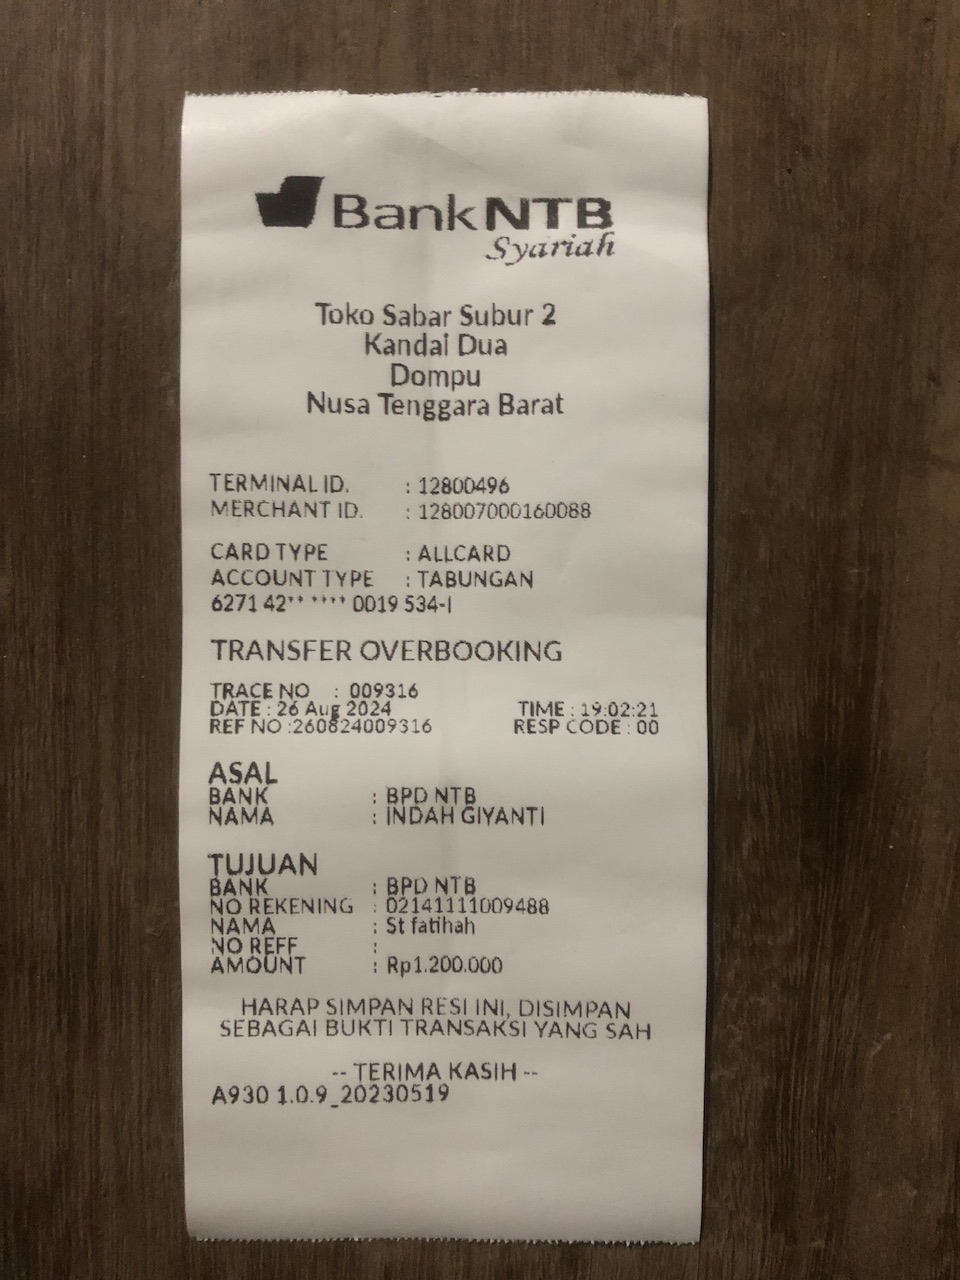 BankNTB
Syariah
Toko Sabar Subur 2
Kandai Dua
Dompu
Nusa Tenggara Barat
TERMINAL ID. : 12800496
MERCHANT ID. : 128007000160088
CARD TYPE : ALLCARD
ACCOUNT TYPE : TABUNGAN
6271 42** **** 0019 534-I
TRANSFER OVERBOOKING
TRACE NO : 009316
DATE : 26 Aug 2024 TIME : 19:02:21
REF NO :260824009316 RESP CODE : 00
ASAL
BANK : BPD NTB
NAMA : INDAH GIYANTI
TUJUAN
BANK : BPD NTB
NO REKENING : 02141111009488
NAMA : St fatihah
NO REFF :
AMOUNT : Rp1.200.000
HARAP SIMPAN RESI INI, DISIMPAN
SEBAGAI BUKTI TRANSAKSI YANG SAH
-- TERIMA KASIH --
A930 1.0.9_20230519